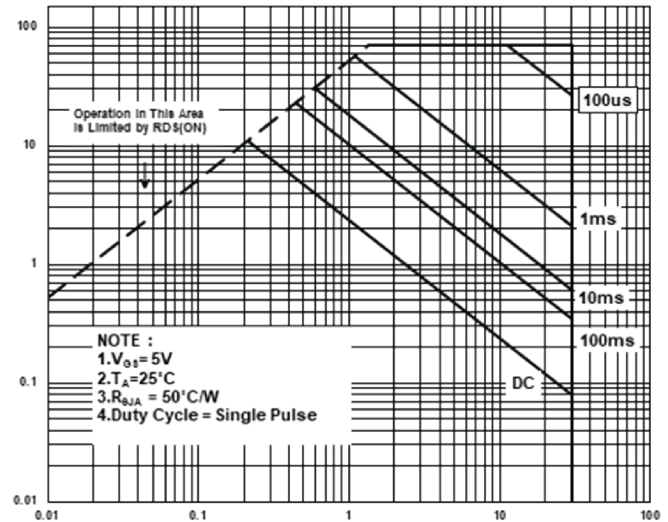 100
Operation in This Area
is Limited by RDS(ON)
100us
10
1ms
1
10ms
NOTE :
1.VGS= 5V
100ms
2.TA=25°C
0.1
3.RθJA = 50°C/W
DC
4.Duty Cycle = Single Pulse
0.01
0.01 0.1 1 10 100